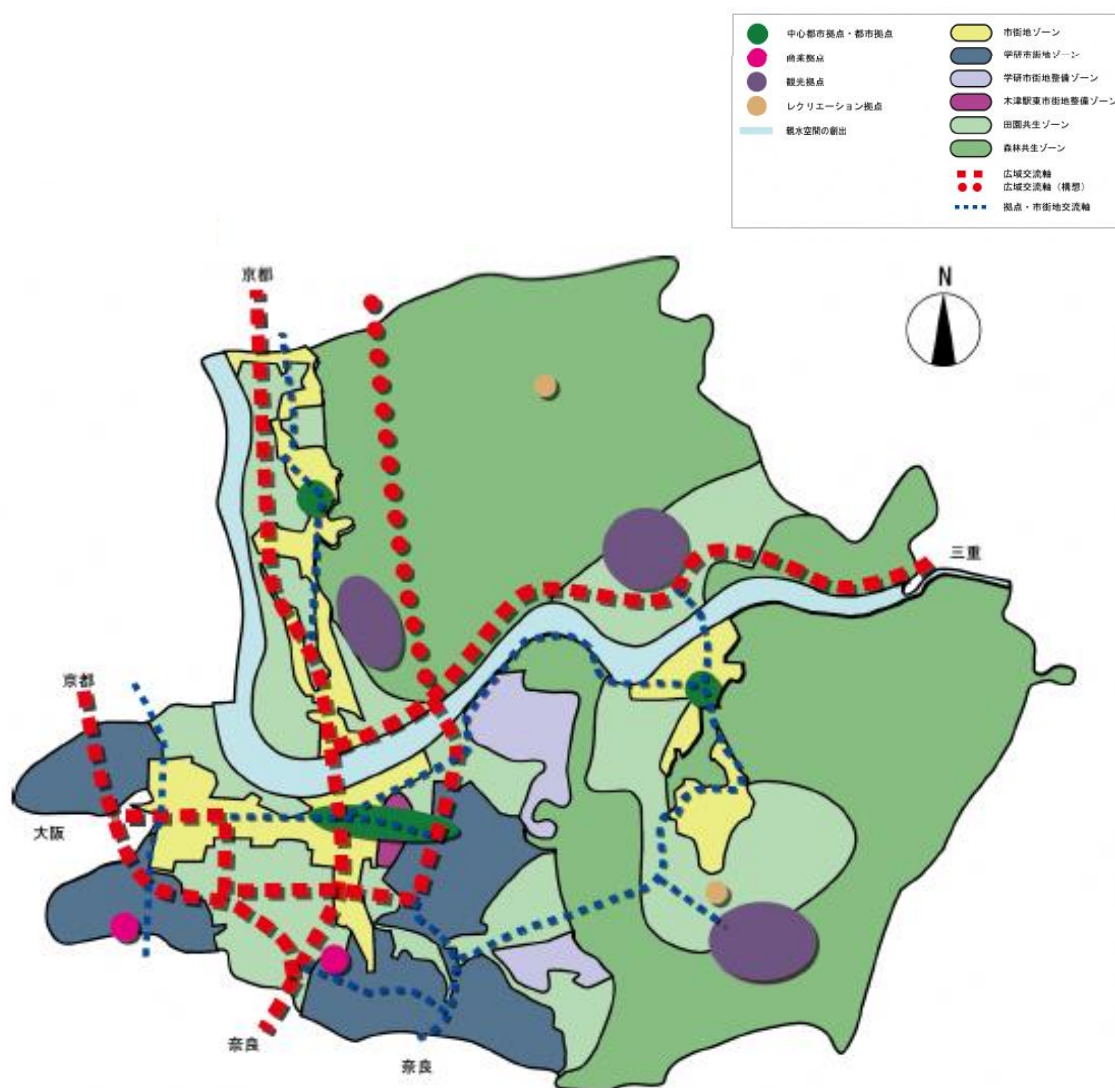 中心都市拠点・都市拠点
商業拠点
観光拠点
レクリエーション拠点
親水空間の創出
市街地ゾーン
学研市街地ゾーン
学研市街地整備ゾーン
木津駅東市街地整備ゾーン
田園共生ゾーン
森林共生ゾーン
広域交流軸
広域交流軸（構想）
拠点・市街地交流軸
京都
N
三重
京都
大阪
奈良
奈良